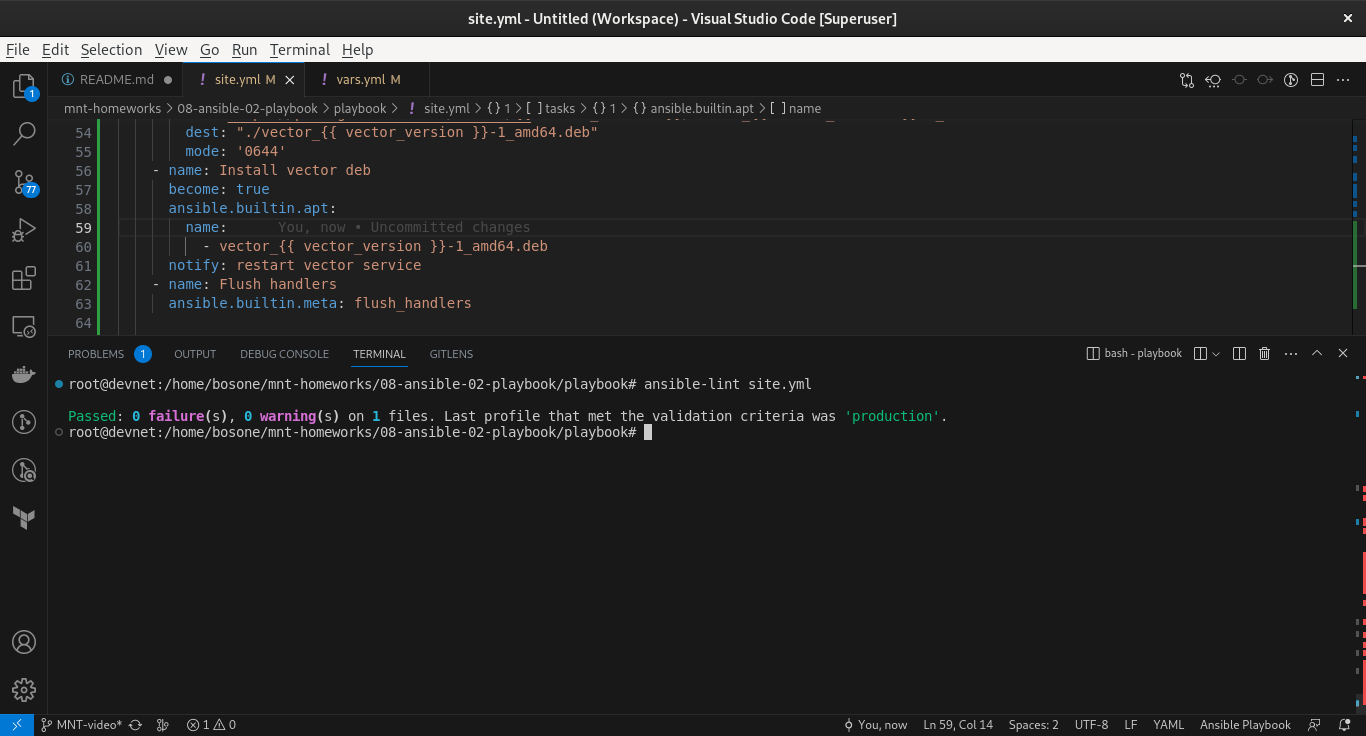 site.yml - Untitled (Workspace) - Visual Studio Code [Superuser]
File Edit Selection View Go Run Terminal Help
README.md
site.yml M
vars.yml M
mnt-homeworks > 08-ansible-02-playbook > playbook > ! site.yml > {} 1 > [ ] tasks > {} 1 > {} ansible.builtin.apt > [ ] name
54 dest: "./vector_{{ vector_version }}-1_amd64.deb"
55 mode: '0644'
56 - name: Install vector deb
57 become: true
58 ansible.builtin.apt:
59 name: You, now • Uncommitted changes
60 - vector_{{ vector_version }}-1_amd64.deb
61 notify: restart vector service
62 - name: Flush handlers
63 ansible.builtin.meta: flush_handlers
64
PROBLEMS 1 OUTPUT DEBUG CONSOLE TERMINAL GITLENS
bash - playbook
root@devnet:/home/bosone/mnt-homeworks/08-ansible-02-playbook/playbook# ansible-lint site.yml
Passed: 0 failure(s), 0 warning(s) on 1 files. Last profile that met the validation criteria was 'production'.
root@devnet:/home/bosone/mnt-homeworks/08-ansible-02-playbook/playbook#
1
77
MNT-video* 1 0 You, now Ln 59, Col 14 Spaces: 2 UTF-8 LF YAML Ansible Playbook